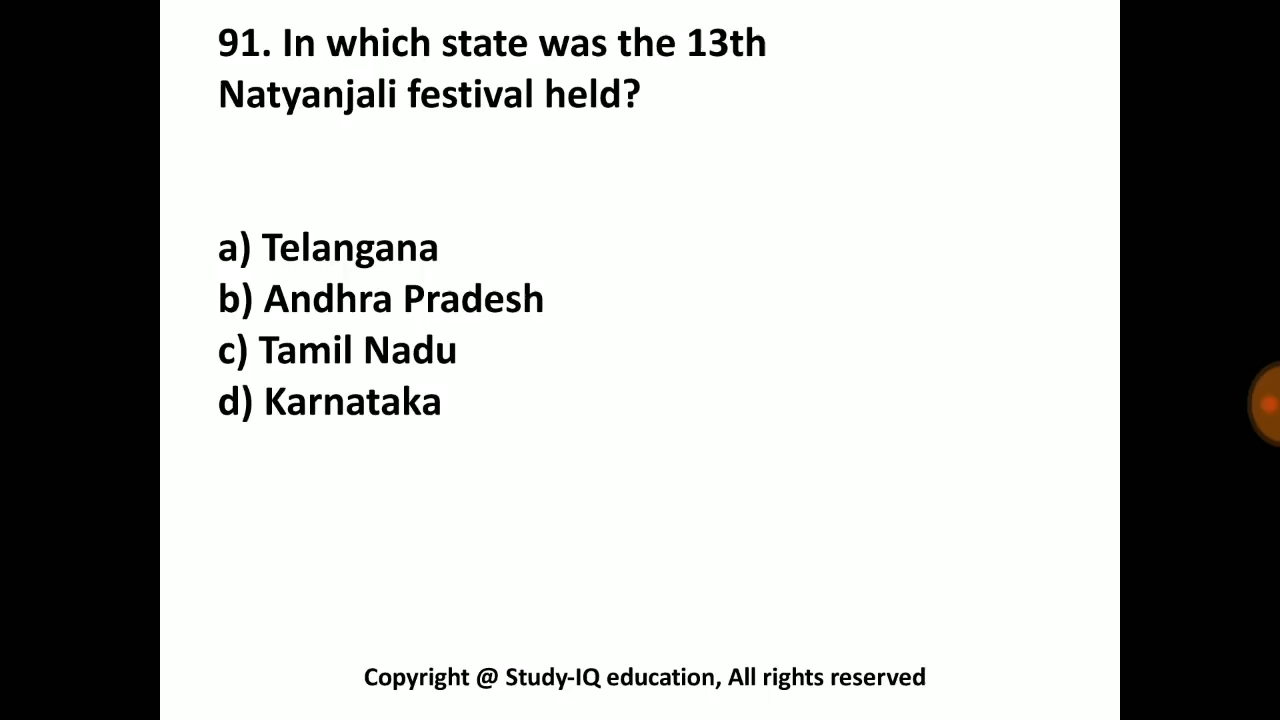 91. In which state was the 13th
Natyanjali festival held?
a) Telangana
b) Andhra Pradesh
c) Tamil Nadu
d) Karnataka
Copyright @ Study-IQ education, All rights reserved